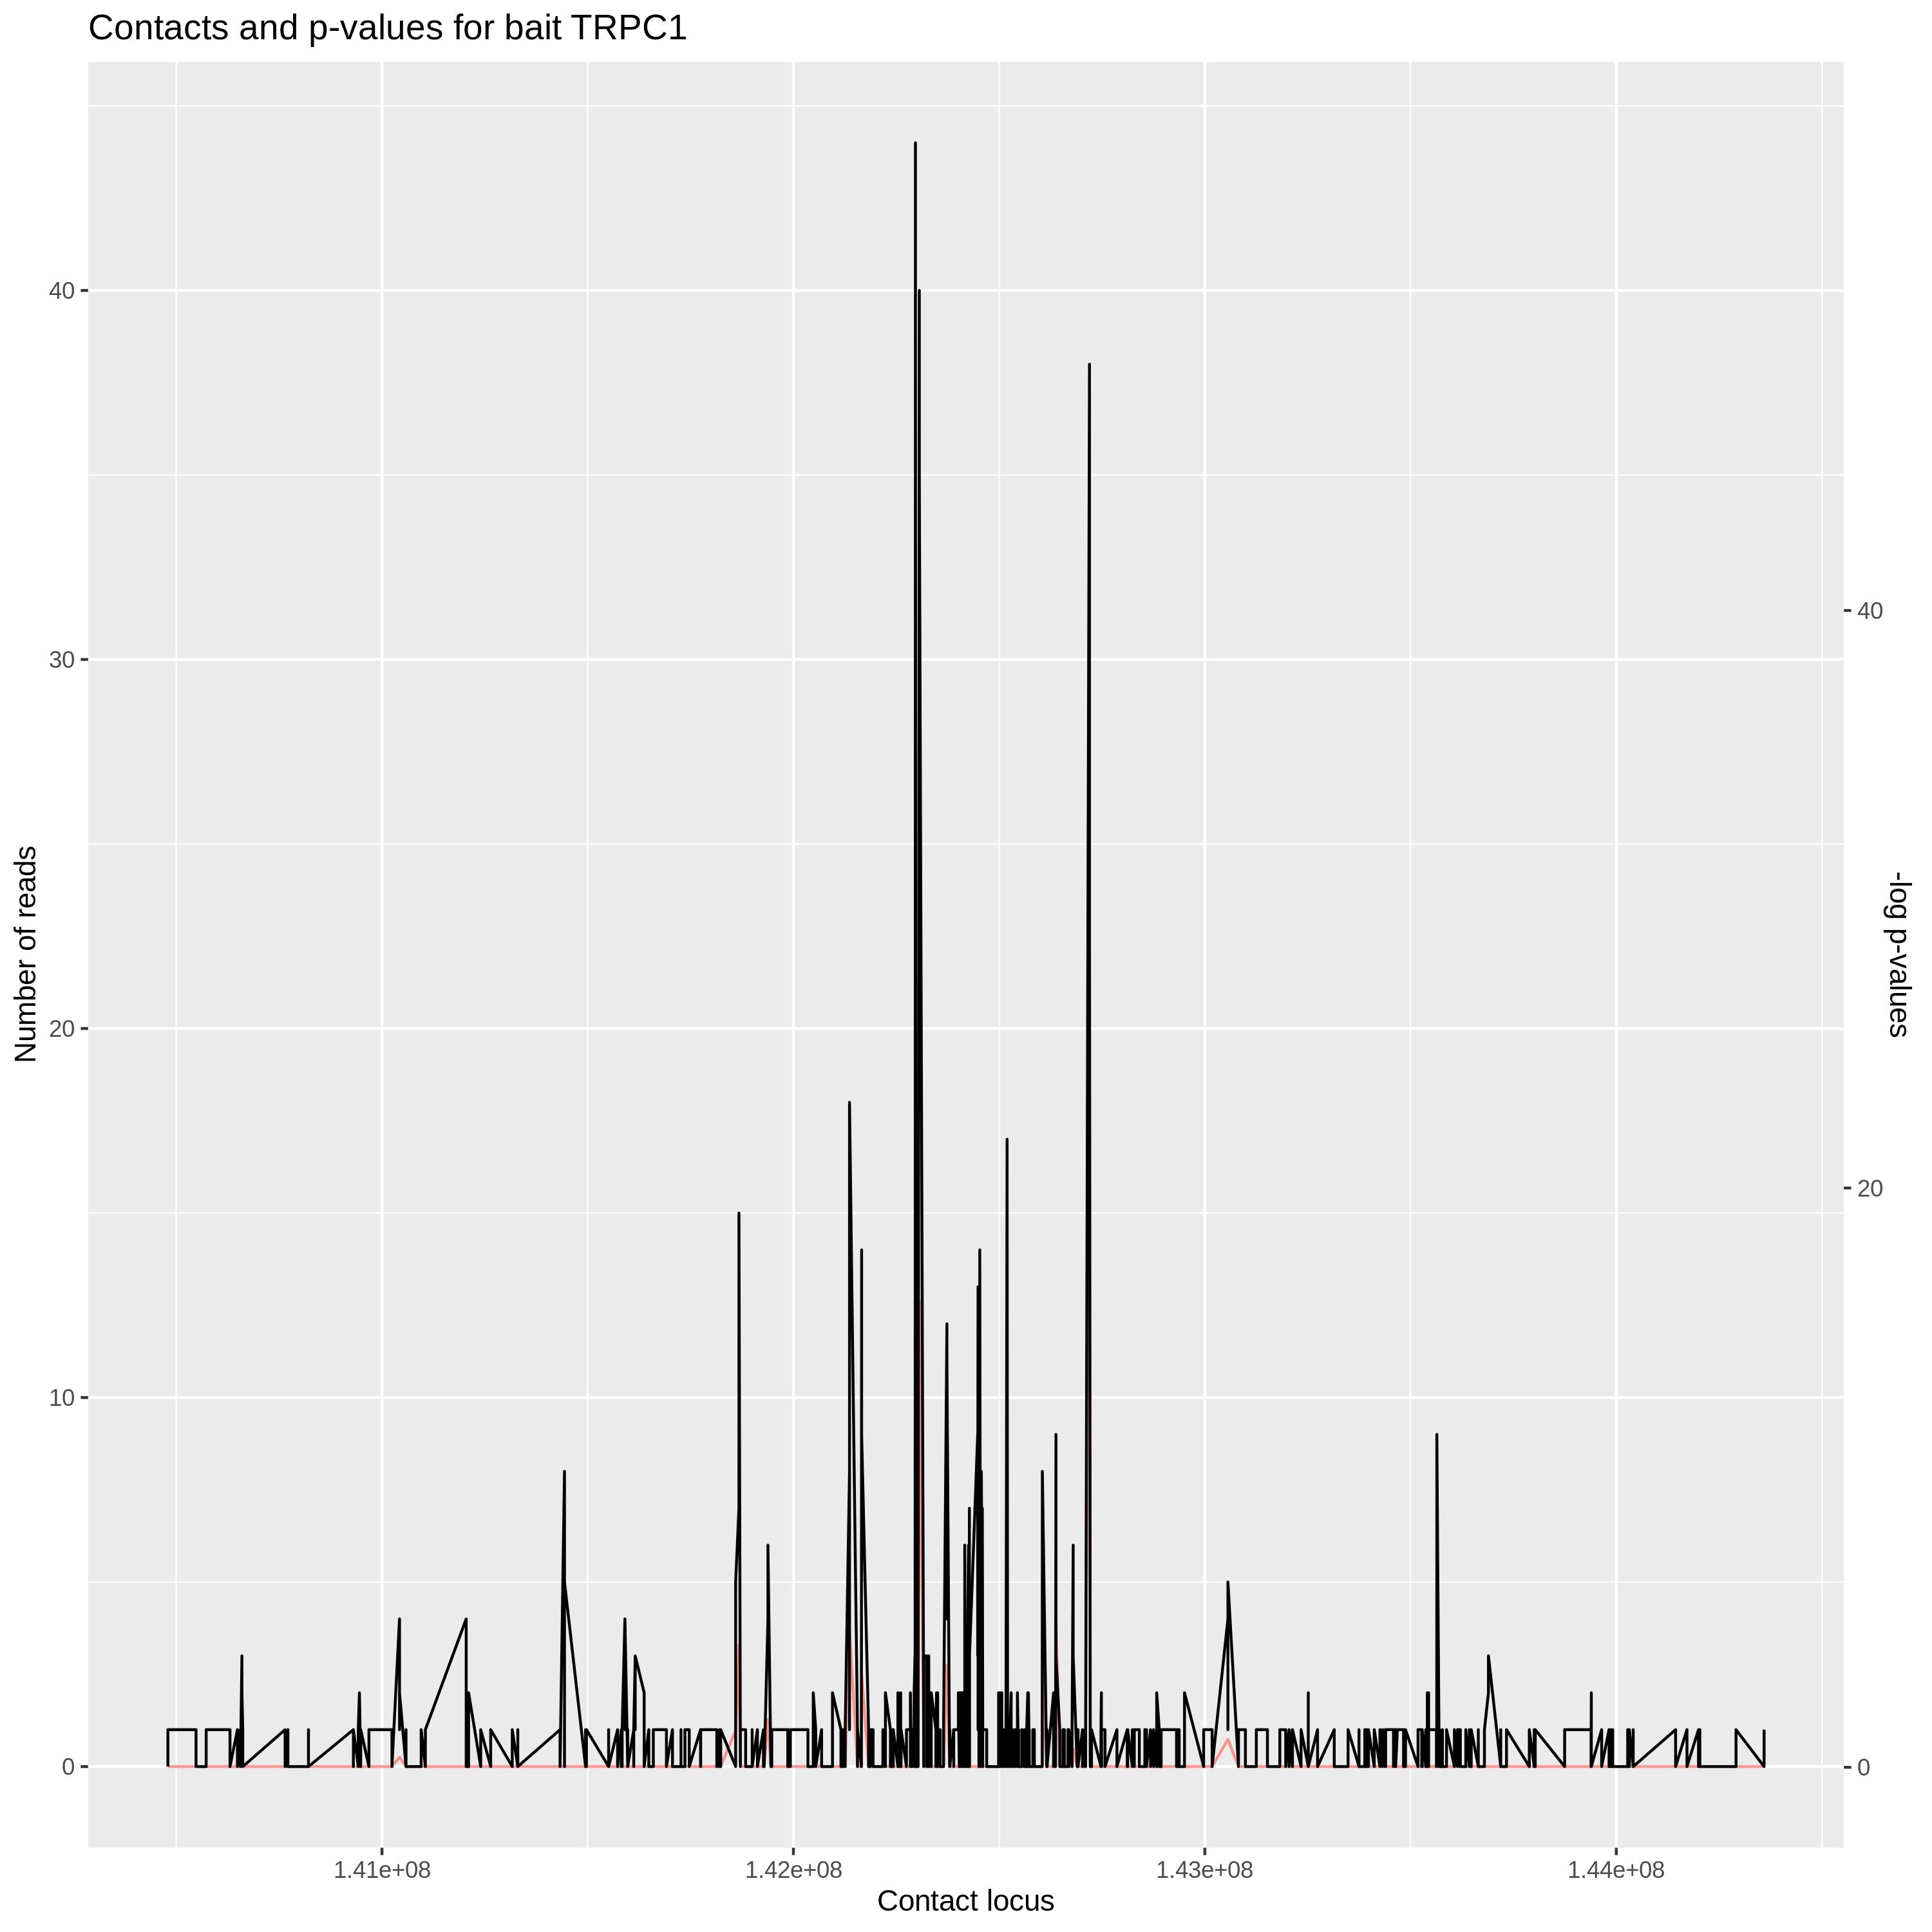 Contacts and p-values for bait TRPC1
Number of reads
40
30
20
10
0
40
20
0
-log p-values
1.41e+08
1.42e+08
1.43e+08
1.44e+08
Contact locus